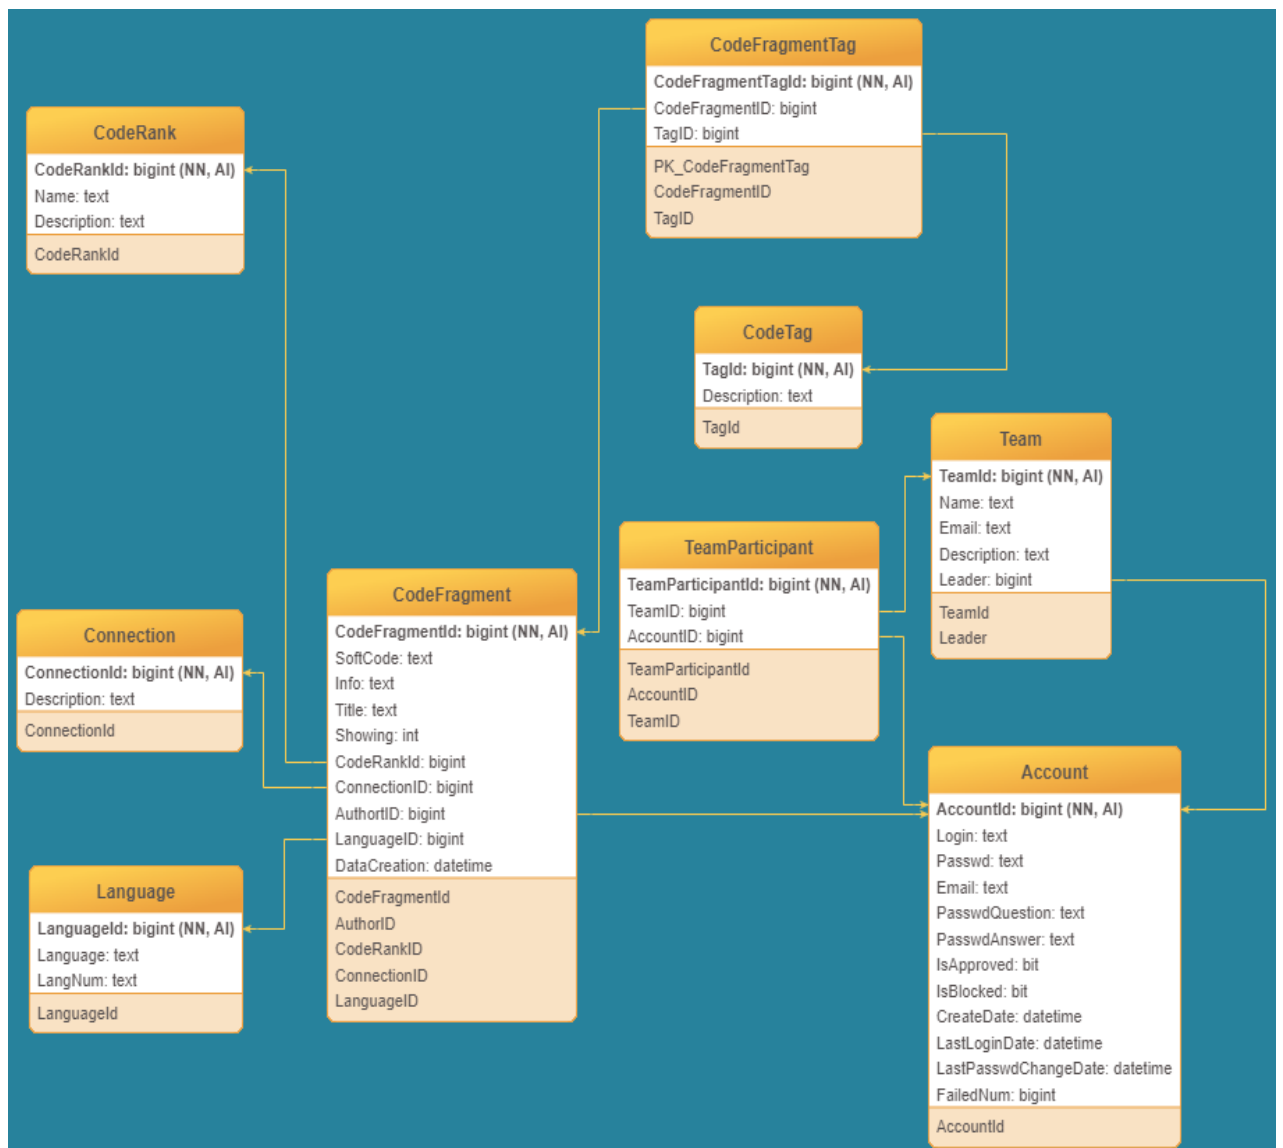 CodeFragmentTag
CodeFragmentTagId: bigint (NN, AI)
CodeFragmentID: bigint
TagID: bigint
PK_CodeFragmentTag
CodeFragmentID
TagID
CodeRank
CodeRankId: bigint (NN, AI)
Name: text
Description: text
CodeRankId
CodeTag
TagId: bigint (NN, AI)
Description: text
TagId
Team
TeamId: bigint (NN, AI)
Name: text
Email: text
Description: text
Leader: bigint
TeamId
Leader
TeamParticipant
TeamParticipantId: bigint (NN, AI)
TeamID: bigint
AccountID: bigint
TeamParticipantId
AccountID
TeamID
CodeFragment
CodeFragmentId: bigint (NN, AI)
SoftCode: text
Info: text
Title: text
Showing: int
CodeRankId: bigint
ConnectionID: bigint
AuthortID: bigint
LanguageID: bigint
DataCreation: datetime
CodeFragmentId
AuthorID
CodeRankID
ConnectionID
LanguageID
Connection
ConnectionId: bigint (NN, AI)
Description: text
ConnectionId
Account
AccountId: bigint (NN, AI)
Login: text
Passwd: text
Email: text
PasswdQuestion: text
PasswdAnswer: text
IsApproved: bit
IsBlocked: bit
CreateDate: datetime
LastLoginDate: datetime
LastPasswdChangeDate: datetime
FailedNum: bigint
AccountId
Language
LanguageId: bigint (NN, AI)
Language: text
LangNum: text
LanguageId